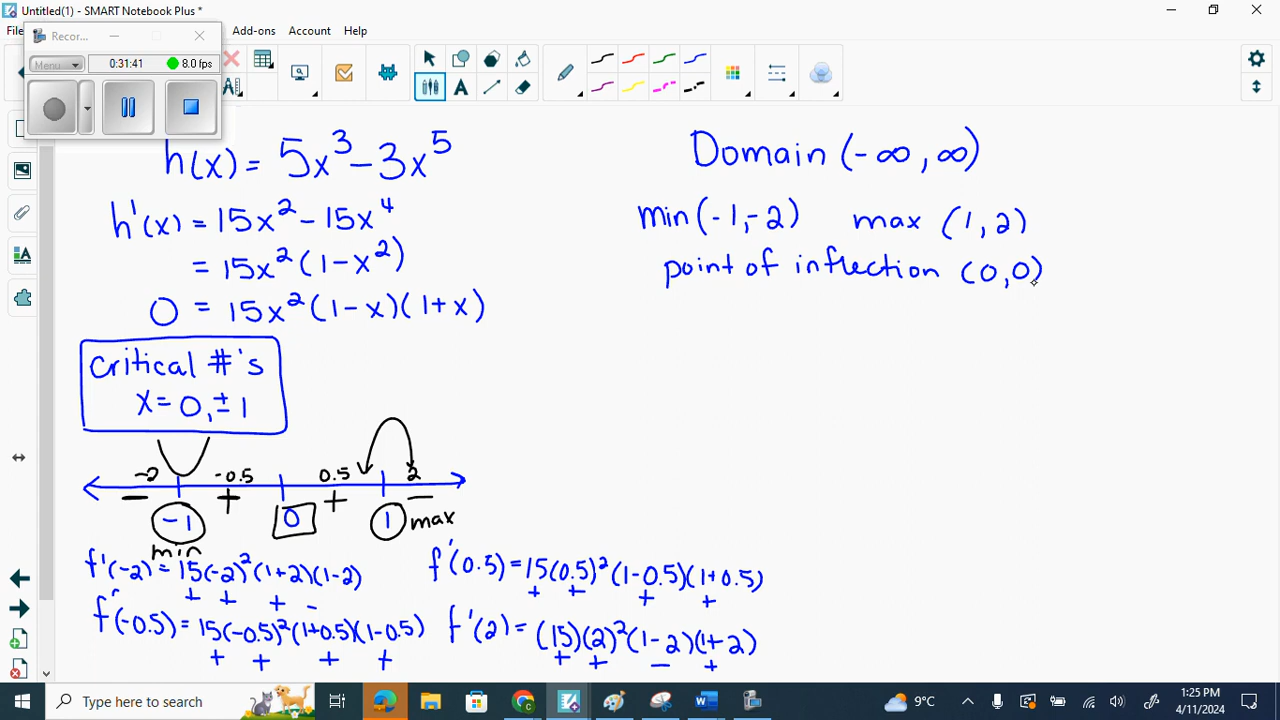 Untitled(1) - SMART Notebook Plus *
File
Add-ons Account Help
Recor...
Menu
0:31:41
8.0 fps
h(x) = 5x³ - 3x⁵
h'(x) = 15x² - 15x⁴
= 15x²(1-x²)
0 = 15x²(1-x)(1+x)
Critical #'s
x = 0, ±1
Domain (-∞, ∞)
min (-1, -2) max (1, 2)
point of inflection (0,0)
-2 -0.5 0.5 2
− + + −
-1 0 1 max
min
f'(-2) = 15(-2)²(1+2)(1-2)
+ + + -
f'(-0.5) = 15(-0.5)²(1+0.5)(1-0.5)
+ + + +
f'(0.5) = 15(0.5)²(1-0.5)(1+0.5)
+ + + +
f'(2) = (15)(2)²(1-2)(1+2)
+ + − +
Type here to search
9°C
1:25 PM
4/11/2024